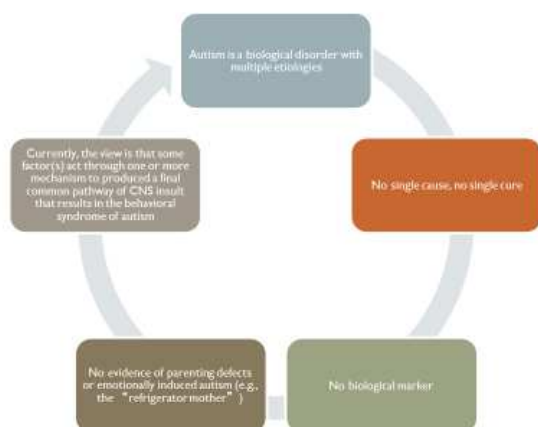 Autism is a biological disorder with
multiple etiologies
No single cause, no single cure
No biological marker
No evidence of parenting defects
or emotionally induced autism (e.g.,
the “refrigerator mother”)
Currently, the view is that some
factor(s) act through one or more
mechanism to produced a final
common pathway of CNS insult
that results in the behavioral
syndrome of autism